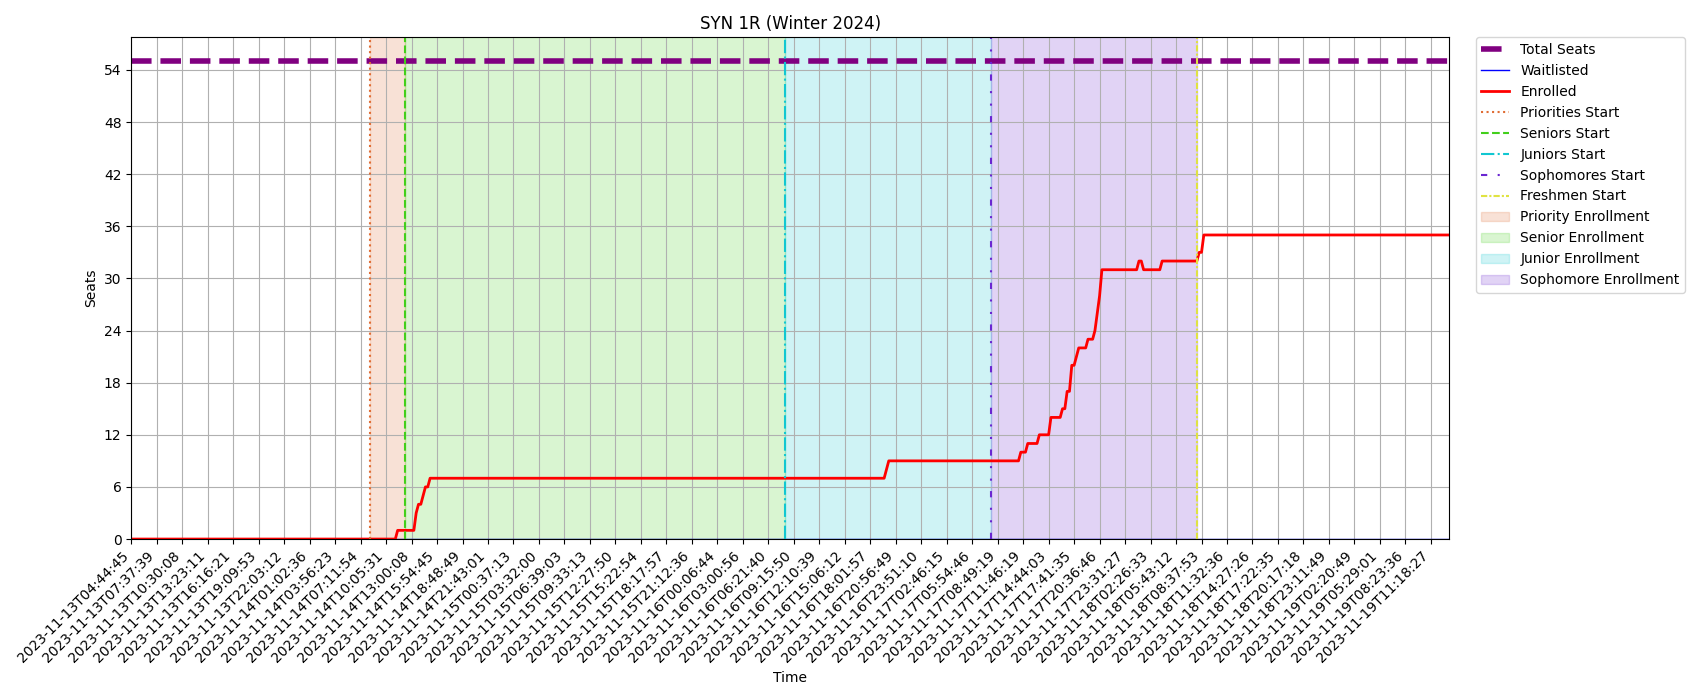 SYN 1R (Winter 2024)
Total Seats
Waitlisted
Enrolled
Priorities Start
Seniors Start
Juniors Start
Sophomores Start
Freshmen Start
Priority Enrollment
Senior Enrollment
Junior Enrollment
Sophomore Enrollment
Seats
54
48
42
36
30
24
18
12
6
0
2023-11-13T04:44:45
2023-11-13T07:37:39
2023-11-13T10:30:08
2023-11-13T13:23:11
2023-11-13T16:16:21
2023-11-13T19:09:53
2023-11-13T22:03:12
2023-11-14T01:02:36
2023-11-14T03:56:23
2023-11-14T07:11:54
2023-11-14T10:05:31
2023-11-14T13:00:08
2023-11-14T15:54:45
2023-11-14T18:48:49
2023-11-14T21:43:01
2023-11-15T00:37:13
2023-11-15T03:32:00
2023-11-15T06:39:03
2023-11-15T09:33:13
2023-11-15T12:27:50
2023-11-15T15:22:54
2023-11-15T18:17:57
2023-11-15T21:12:36
2023-11-16T00:06:44
2023-11-16T03:00:56
2023-11-16T06:21:40
2023-11-16T09:15:50
2023-11-16T12:10:39
2023-11-16T15:06:12
2023-11-16T18:01:57
2023-11-16T20:56:49
2023-11-16T23:51:10
2023-11-17T02:46:15
2023-11-17T05:54:46
2023-11-17T08:49:19
2023-11-17T11:46:19
2023-11-17T14:44:03
2023-11-17T17:41:35
2023-11-17T20:36:46
2023-11-17T23:31:27
2023-11-18T02:26:33
2023-11-18T05:43:12
2023-11-18T08:37:53
2023-11-18T11:32:36
2023-11-18T14:27:26
2023-11-18T17:22:35
2023-11-18T20:17:18
2023-11-18T23:11:49
2023-11-19T02:20:49
2023-11-19T05:29:01
2023-11-19T08:23:36
2023-11-19T11:18:27
Time